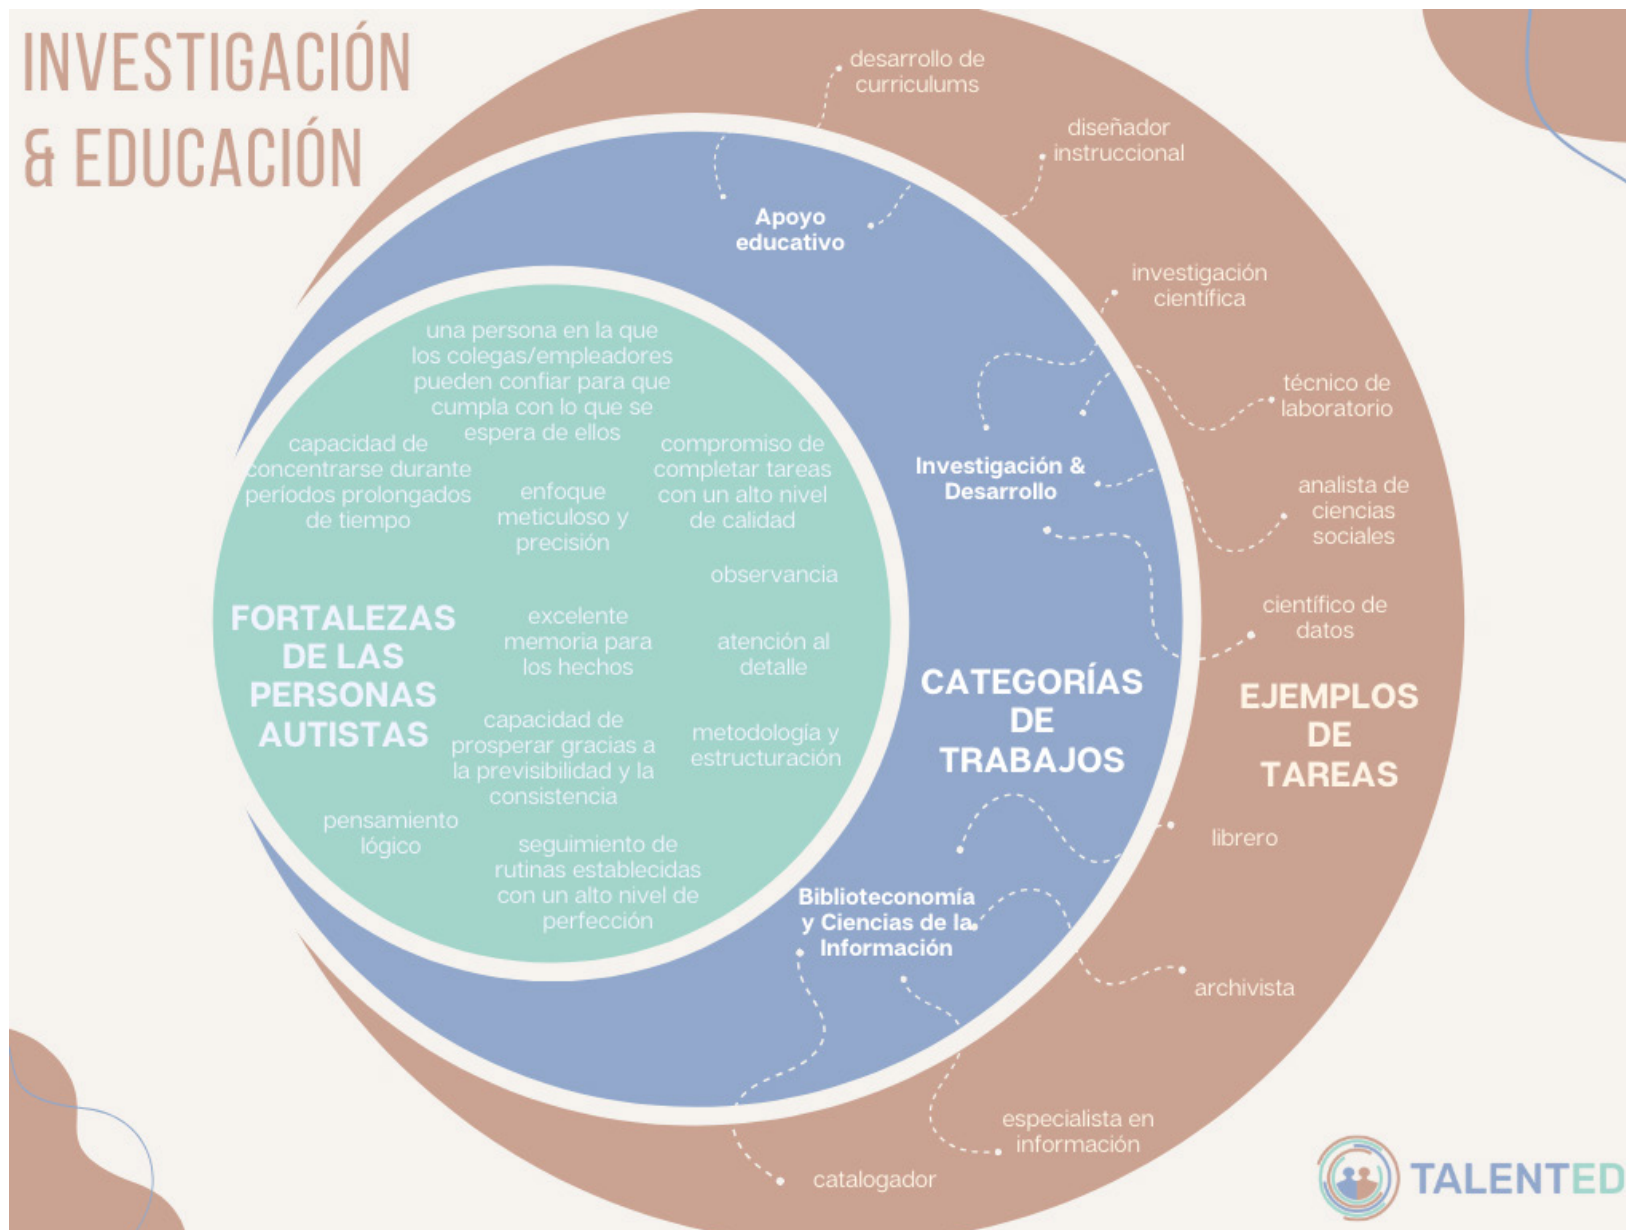 INVESTIGACIÓN
& EDUCACIÓN
desarrollo de
curriculums
diseñador
instruccional
Apoyo
educativo
investigación
científica
técnico de
laboratorio
Investigación &
Desarrollo
analista de
ciencias
sociales
científico de
datos
una persona en la que
los colegas/empleadores
pueden confiar para que
cumpla con lo que se
espera de ellos
capacidad de
concentrarse durante
períodos prolongados
de tiempo
enfoque
meticuloso y
precisión
compromiso de
completar tareas
con un alto nivel
de calidad
observancia
FORTALEZAS
DE LAS
PERSONAS
AUTISTAS
excelente
memoria para
los hechos
atención al
detalle
capacidad de
prosperar gracias a
la previsibilidad y la
consistencia
metodología y
estructuración
pensamiento
lógico
seguimiento de
rutinas establecidas
con un alto nivel de
perfección
CATEGORÍAS
DE
TRABAJOS
EJEMPLOS
DE
TAREAS
librero
Biblioteconomía
y Ciencias de la
Información
archivista
especialista en
información
catalogador
TALENTED